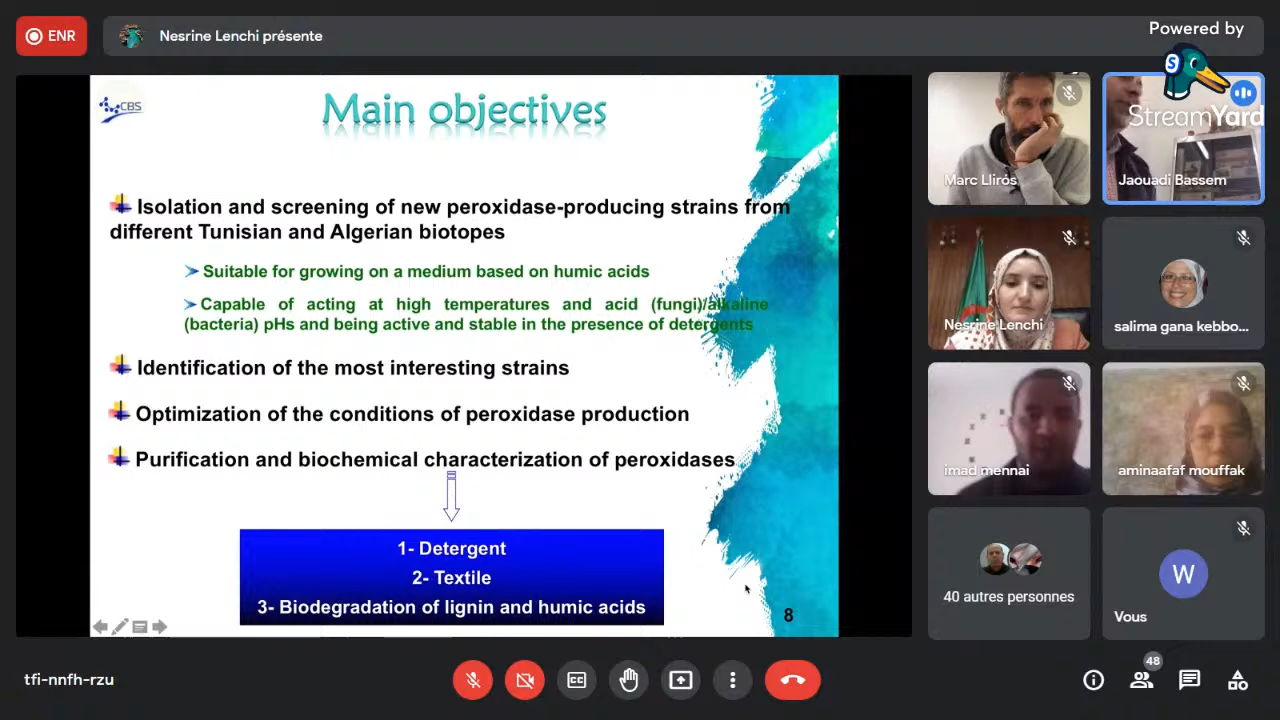 ENR
Nesrine Lenchi présente
Powered by
StreamYard
CBS
Main objectives
Isolation and screening of new peroxidase-producing strains from
different Tunisian and Algerian biotopes
Suitable for growing on a medium based on humic acids
Capable of acting at high temperatures and acid (fungi)/alkaline
(bacteria) pHs and being active and stable in the presence of detergents
Identification of the most interesting strains
Optimization of the conditions of peroxidase production
Purification and biochemical characterization of peroxidases
1- Detergent
2- Textile
3- Biodegradation of lignin and humic acids
8
Marc Llirós
Jaouadi Bassem
Nesrine Lenchi
salima gana kebbo...
imad mennai
aminaafaf mouffak
40 autres personnes
W
Vous
tfi-nnfh-rzu
CC
48